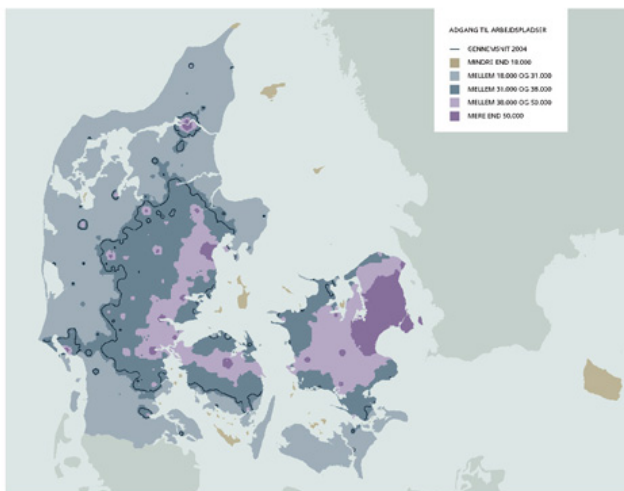 ADGANG TIL ARBEJDSPLADSER
GENNEMSNIT 2004
MINDRE END 18.000
MELLEM 18.000 OG 31.000
MELLEM 31.000 OG 38.000
MELLEM 38.000 OG 50.000
MERE END 50.000